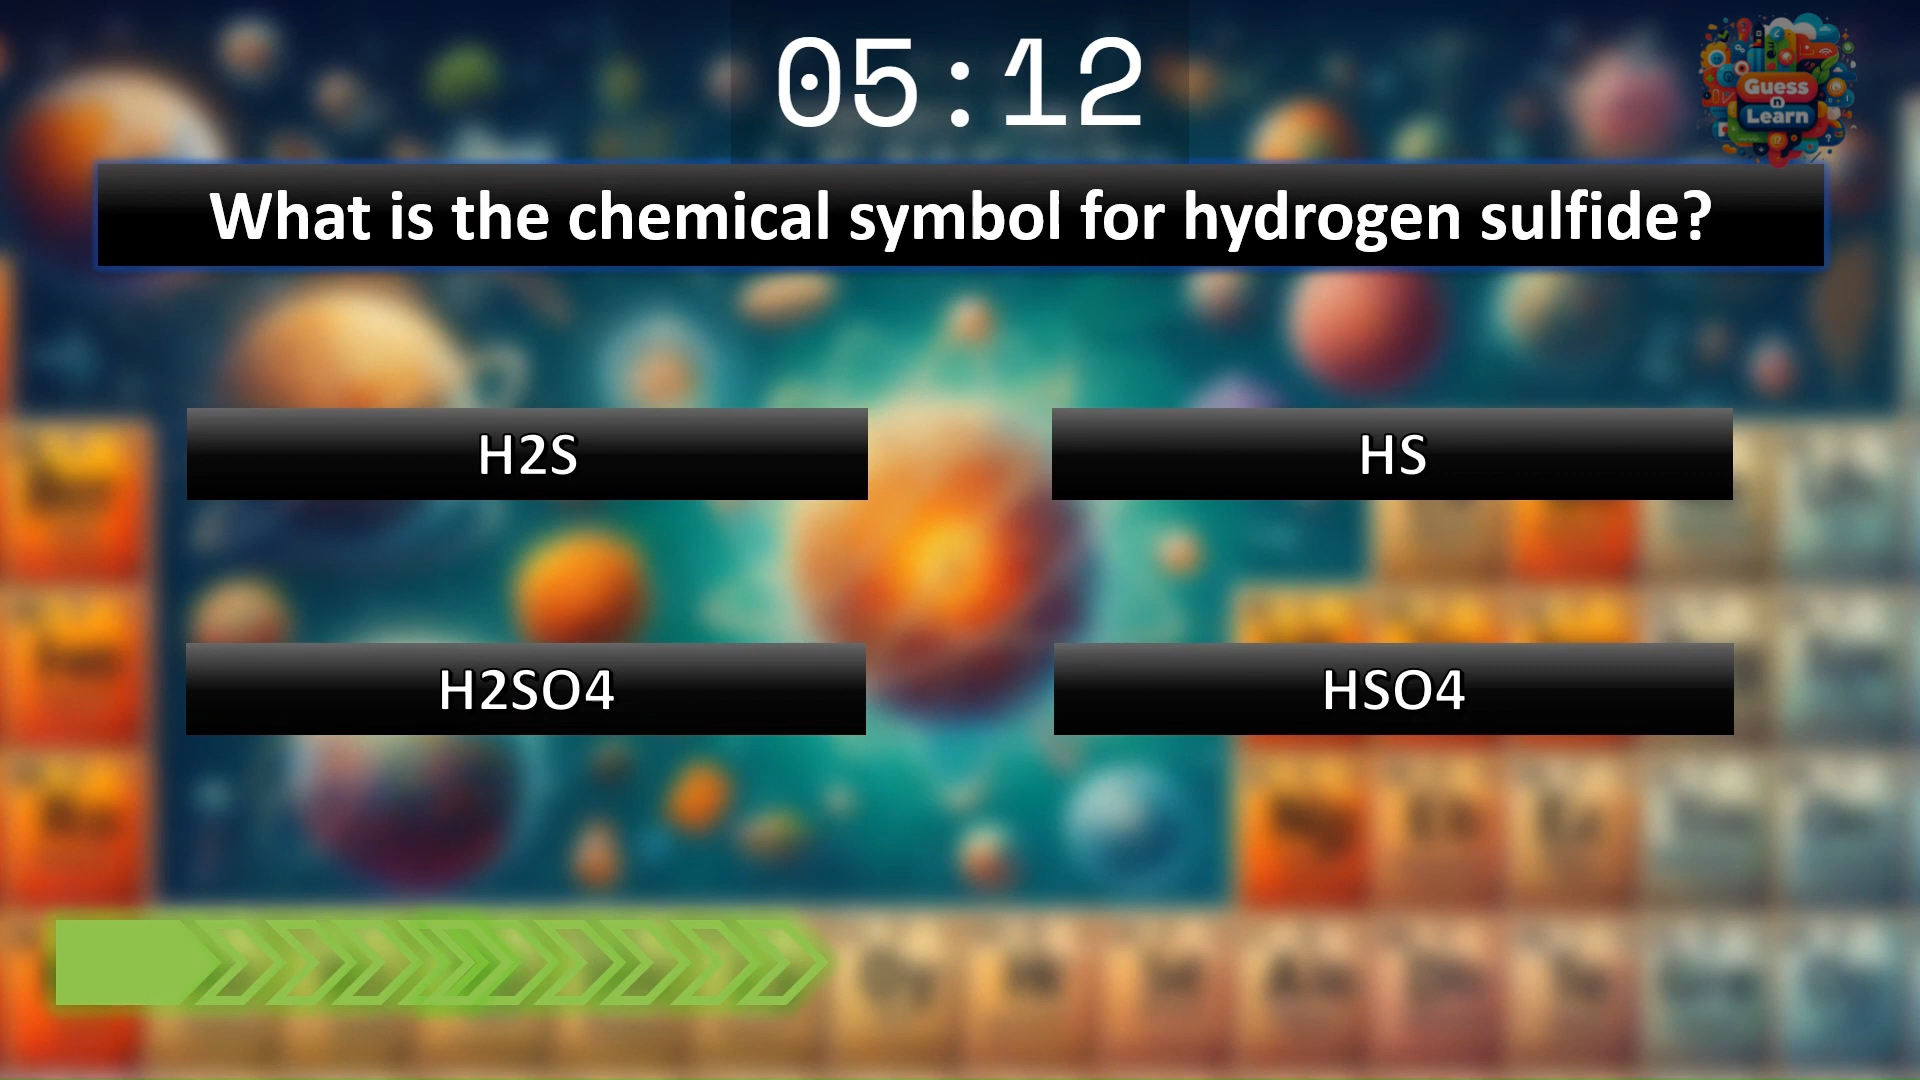 05:12
Guess
n
Learn
What is the chemical symbol for hydrogen sulfide?
H2S
HS
H2SO4
HSO4